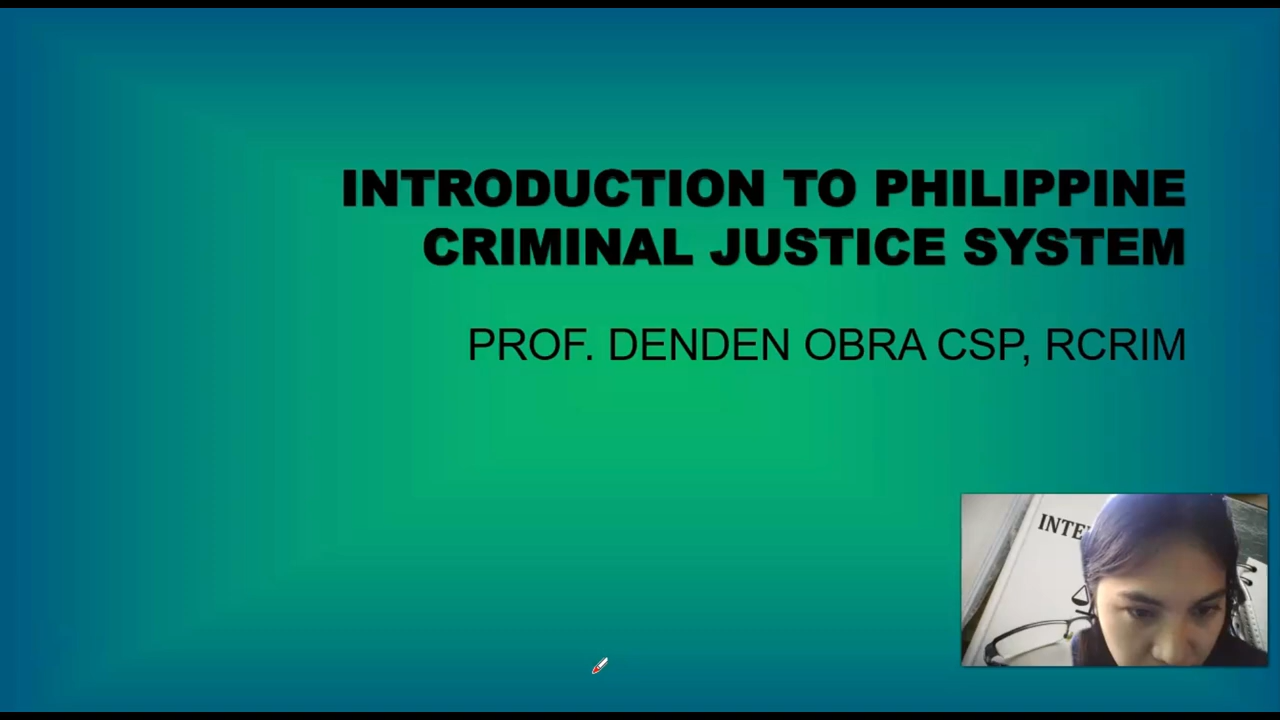 INTRODUCTION TO PHILIPPINE
CRIMINAL JUSTICE SYSTEM
PROF. DENDEN OBRA CSP, RCRIM